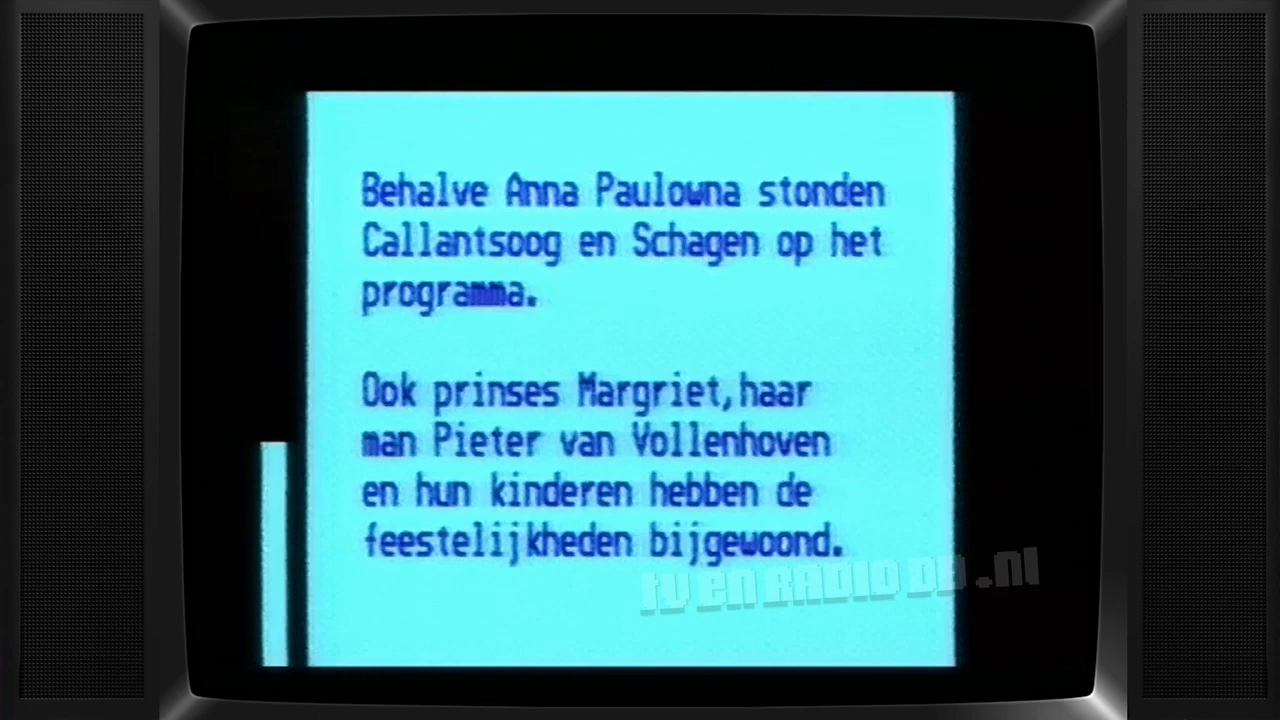 Behalve Anna Paulowna stonden
Callantsoog en Schagen op het
programma.
Ook prinses Margriet,haar
man Pieter van Vollenhoven
en hun kinderen hebben de
feestelijkheden bijgewoond.
TV EN RADIO DB .nl